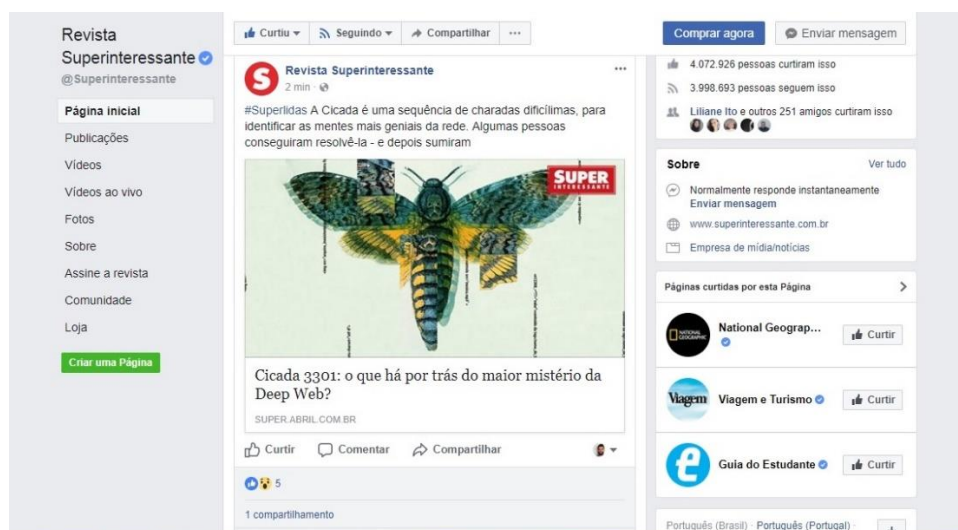 Revista
Superinteressante
@Superinteressante
Página inicial
Publicações
Vídeos
Vídeos ao vivo
Fotos
Sobre
Assine a revista
Comunidade
Loja
Criar uma Página
Curtiu
Seguindo
Compartilhar
...
Revista Superinteressante
2 min
#Superlidas A Cicada é uma sequência de charadas dificílimas, para
identificar as mentes mais geniais da rede. Algumas pessoas
conseguiram resolvê-la - e depois sumiram
SUPER
INTERESSANTE
Cicada 3301: o que há por trás do maior mistério da
Deep Web?
SUPER.ABRIL.COM.BR
Curtir
Comentar
Compartilhar
5
1 compartilhamento
Comprar agora
Enviar mensagem
4.072.926 pessoas curtiram isso
3.998.693 pessoas seguem isso
Liliane Ito e outros 251 amigos curtiram isso
Sobre
Ver tudo
Normalmente responde instantaneamente
Enviar mensagem
www.superinteressante.com.br
Empresa de mídia/notícias
Páginas curtidas por esta Página
NATIONAL GEOGRAPHIC
National Geograp...
Curtir
Viagem
Viagem e Turismo
Curtir
Guia do Estudante
Curtir
Português (Brasil) · Português (Portugal) ·